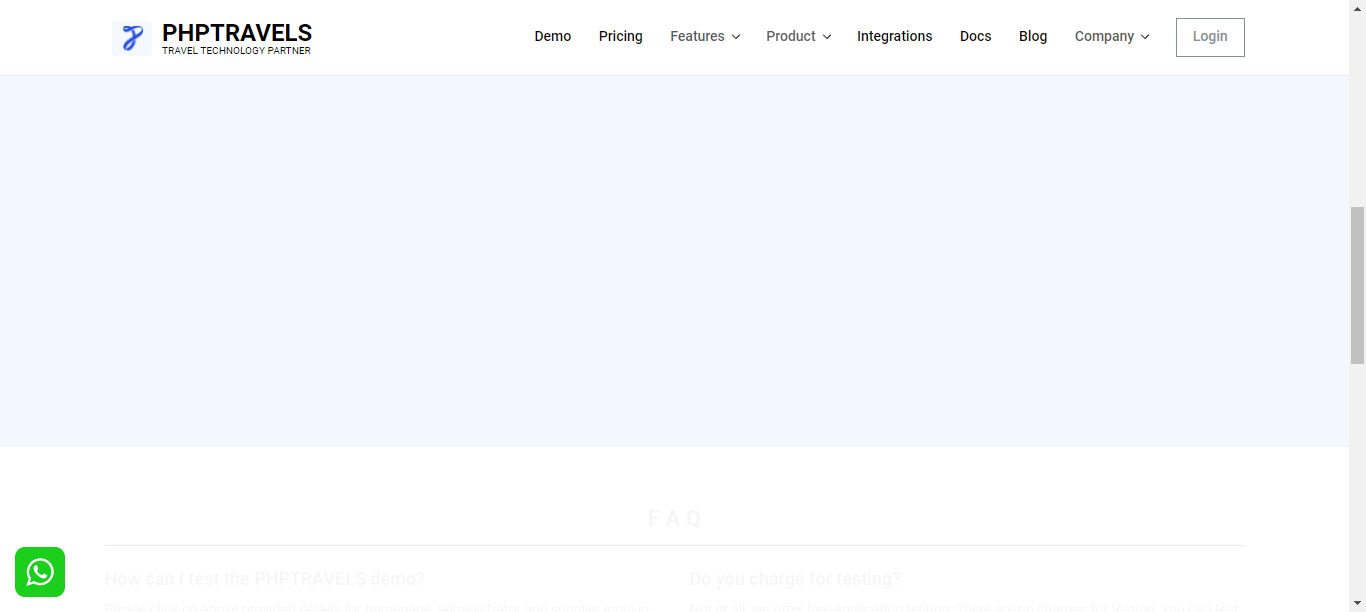 PHPTRAVELS
TRAVEL TECHNOLOGY PARTNER
Demo Pricing Features Product Integrations Docs Blog Company Login
FAQ
How can I test the PHPTRAVELS demo? Do you charge for testing?
Please click on above provided details for homepage, administrator and supplier login in Not at all, we offer free application testing. There are no charges for testing. You can test